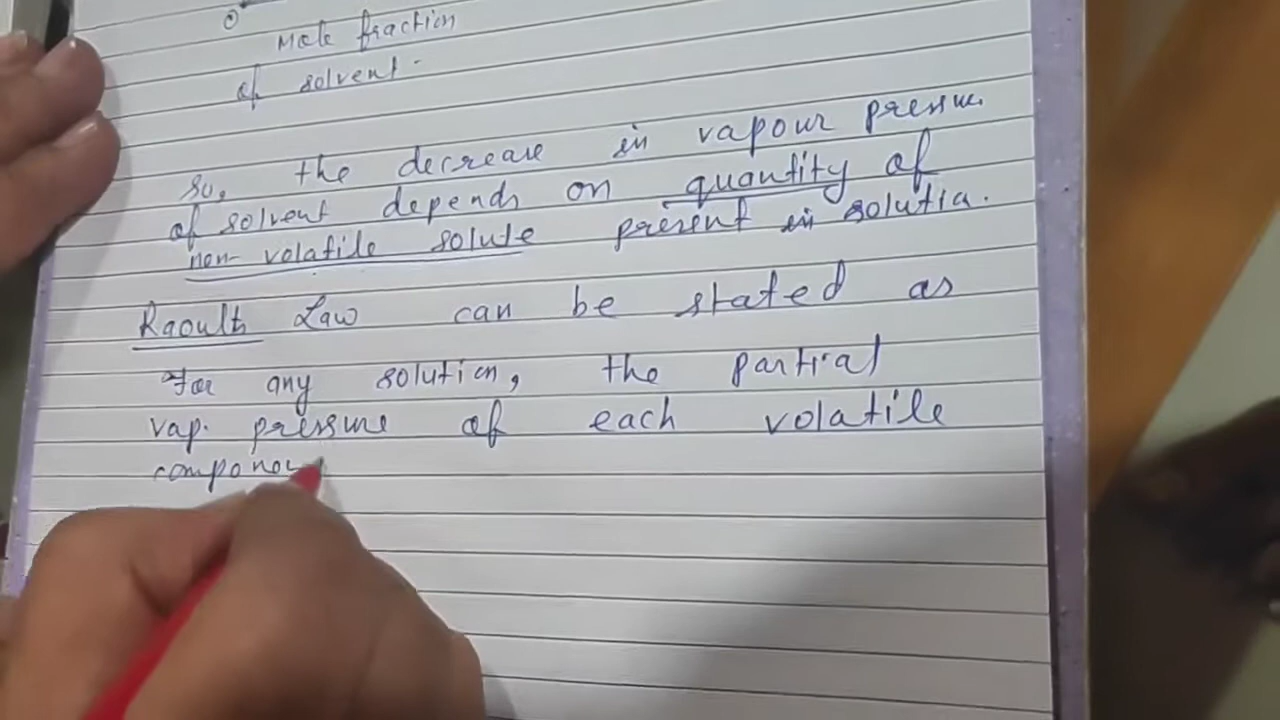 0
Mole fraction
of solvent.
So, the decrease in vapour pressure
of solvent depends on quantity of
non-volatile solute present in solution.
Raoults Law can be stated as
For any solution, the partial
vap. pressure of each volatile
componen